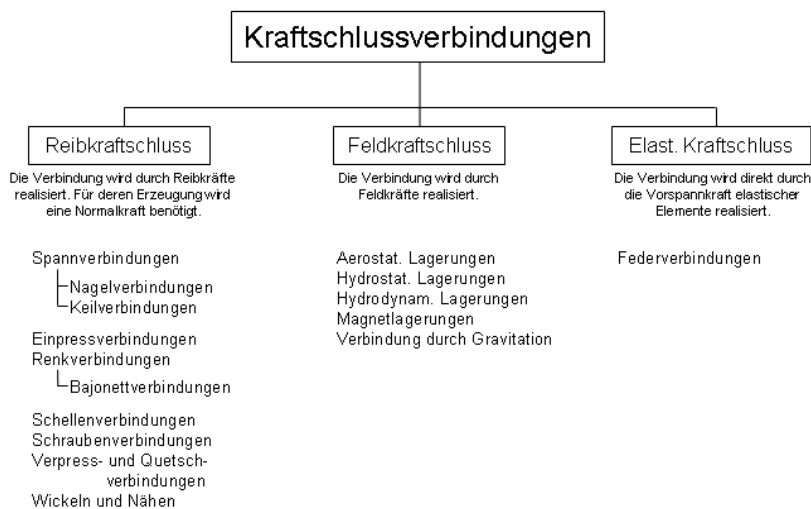 Kraftschlussverbindungen
Reibkraftschluss
Die Verbindung wird durch Reibkräfte
realisiert. Für deren Erzeugung wird
eine Normalkraft benötigt.
Spannverbindungen
Nagelverbindungen
Keilverbindungen
Einpressverbindungen
Renkverbindungen
Bajonettverbindungen
Schellenverbindungen
Schraubenverbindungen
Verpress- und Quetsch-
verbindungen
Wickeln und Nähen
Feldkraftschluss
Die Verbindung wird durch
Feldkräfte realisiert.
Aerostat. Lagerungen
Hydrostat. Lagerungen
Hydrodynam. Lagerungen
Magnetlagerungen
Verbindung durch Gravitation
Elast. Kraftschluss
Die Verbindung wird direkt durch
die Vorspannkraft elastischer
Elemente realisiert.
Federverbindungen